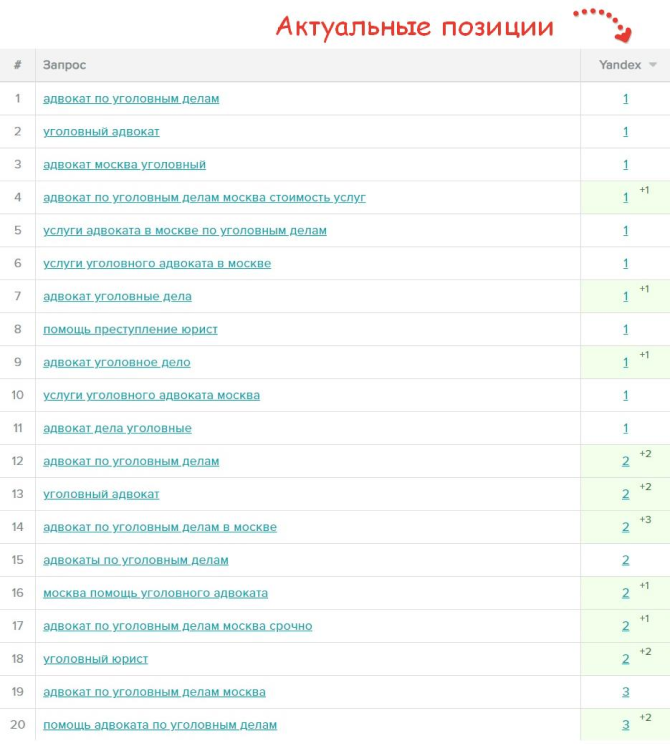 Актуальные позиции
# Запрос Yandex
1 адвокат по уголовным делам 1
2 уголовный адвокат 1
3 адвокат москва уголовный 1
4 адвокат по уголовным делам москва стоимость услуг 1 +1
5 услуги адвоката в москве по уголовным делам 1
6 услуги уголовного адвоката в москве 1
7 адвокат уголовные дела 1 +1
8 помощь преступление юрист 1
9 адвокат уголовное дело 1 +1
10 услуги уголовного адвоката москва 1
11 адвокат дела уголовные 1
12 адвокат по уголовным делам 2 +2
13 уголовный адвокат 2 +2
14 адвокат по уголовным делам в москве 2 +3
15 адвокаты по уголовным делам 2
16 москва помощь уголовного адвоката 2 +1
17 адвокат по уголовным делам москва срочно 2 +1
18 уголовный юрист 2 +2
19 адвокат по уголовным делам москва 3
20 помощь адвоката по уголовным делам 3 +2